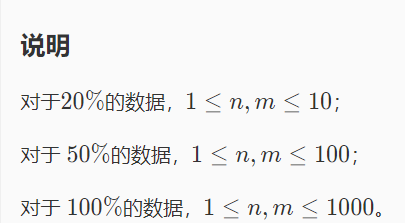 说明
对于20%的数据，1 ≤ n, m ≤ 10；
对于 50%的数据，1 ≤ n, m ≤ 100；
对于 100%的数据，1 ≤ n, m ≤ 1000。